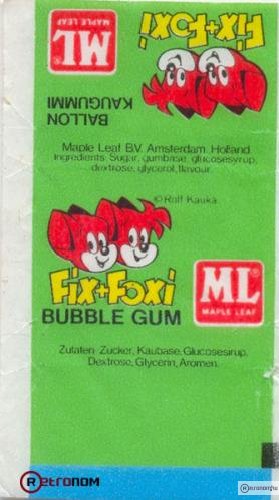 ML
MAPLE LEAF
Fix+Foxi
BALLON
KAUGUMMI
Maple Leaf B.V. Amsterdam. Holland
Ingredients: Sugar, gumbase, glucosesyrup,
dextrose, glycerol, flavour.
© Rolf Kauka
Fix+Foxi
BUBBLE GUM
ML
MAPLE LEAF
Zutaten: Zucker, Kaubase, Glucosesirup,
Dextrose, Glycerin, Aromen.
RetroNOM
Retronom